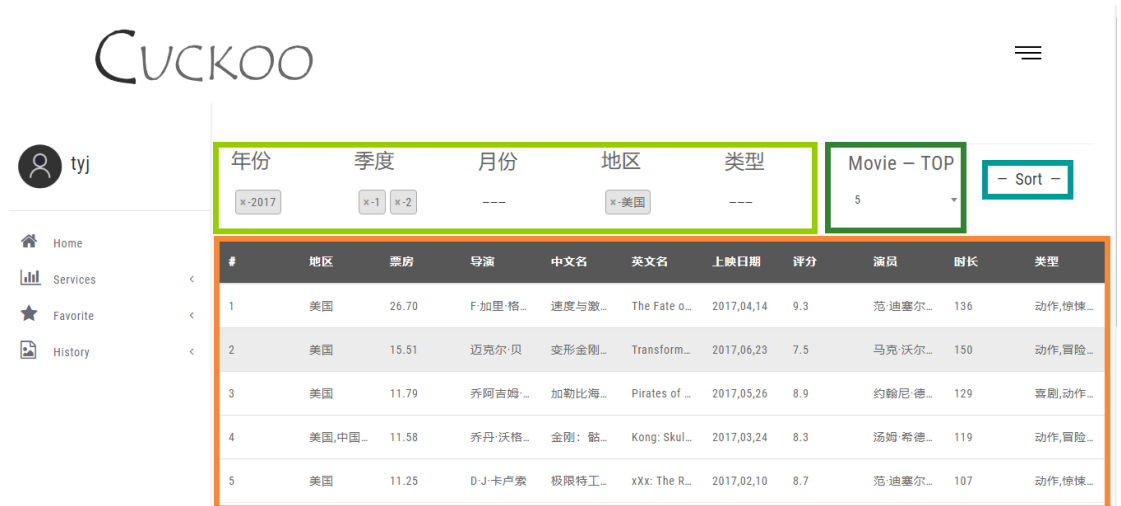 CUCKOO
tyj
年份 季度 月份 地区 类型 Movie — TOP
— Sort —
×-2017 ×-1 ×-2 --- ×-美国 --- 5
Home
Services
Favorite
History
# 地区 票房 导演 中文名 英文名 上映日期 评分 演员 时长 类型
1 美国 26.70 F·加里·格... 速度与激... The Fate o... 2017,04,14 9.3 范·迪塞尔... 136 动作,惊悚...
2 美国 15.51 迈克尔·贝 变形金刚... Transform... 2017,06,23 7.5 马克·沃尔... 150 动作,冒险...
3 美国 11.79 乔阿吉姆·... 加勒比海... Pirates of ... 2017,05,26 8.9 约翰尼·德... 129 喜剧,动作...
4 美国,中国... 11.58 乔丹·沃格... 金刚：骷... Kong: Skul... 2017,03,24 8.3 汤姆·希德... 119 动作,冒险...
5 美国 11.25 D·J·卡卢索 极限特工... xXx: The R... 2017,02,10 8.7 范·迪塞尔... 107 动作,惊悚...